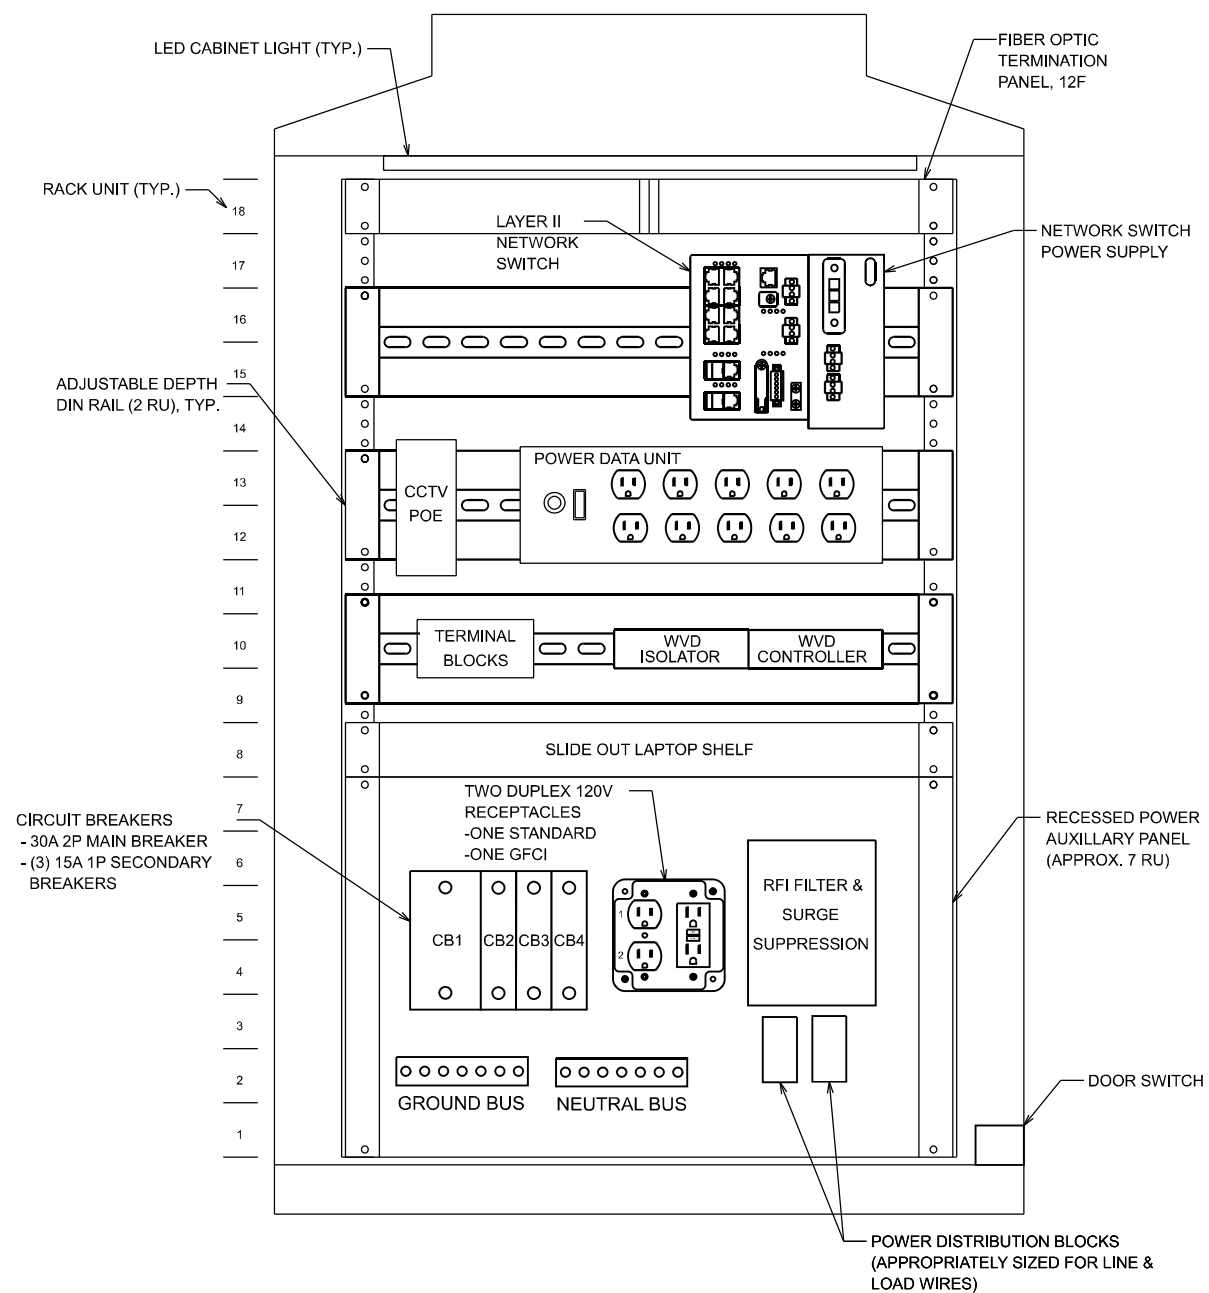 LED CABINET LIGHT (TYP.)
FIBER OPTIC
TERMINATION
PANEL, 12F
RACK UNIT (TYP.)
18
LAYER II
NETWORK
SWITCH
NETWORK SWITCH
POWER SUPPLY
17
16
15
ADJUSTABLE DEPTH
DIN RAIL (2 RU), TYP.
14
POWER DATA UNIT
13
CCTV
POE
12
11
10
TERMINAL
BLOCKS
WVD
ISOLATOR
WVD
CONTROLLER
9
8
SLIDE OUT LAPTOP SHELF
TWO DUPLEX 120V
RECEPTACLES
-ONE STANDARD
-ONE GFCI
7
CIRCUIT BREAKERS
- 30A 2P MAIN BREAKER
- (3) 15A 1P SECONDARY
BREAKERS
RECESSED POWER
AUXILLARY PANEL
(APPROX. 7 RU)
6
RFI FILTER &
SURGE
SUPPRESSION
5
1
2
CB1
CB2
CB3
CB4
4
3
2
GROUND BUS
NEUTRAL BUS
DOOR SWITCH
1
POWER DISTRIBUTION BLOCKS
(APPROPRIATELY SIZED FOR LINE &
LOAD WIRES)